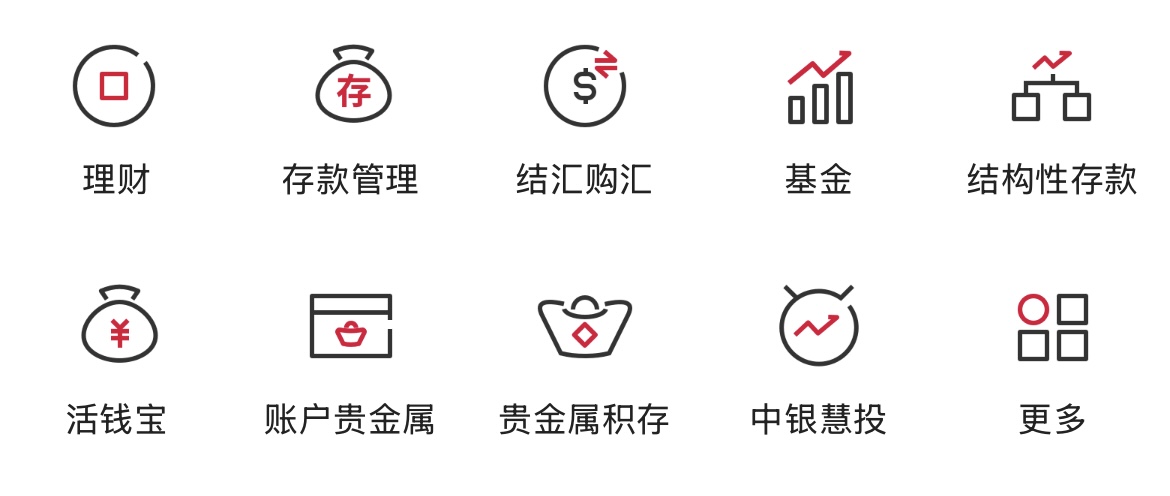 存
$
理财 存款管理 结汇购汇 基金 结构性存款
¥
活钱宝 账户贵金属 贵金属积存 中银慧投 更多